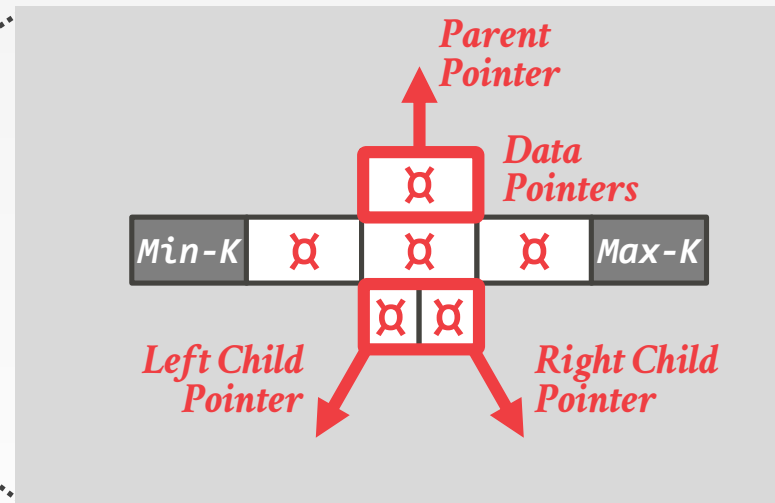 Parent
Pointer
Data
Pointers
¤
Min-K ¤ ¤ ¤ Max-K
¤ ¤
Left Child
Pointer
Right Child
Pointer